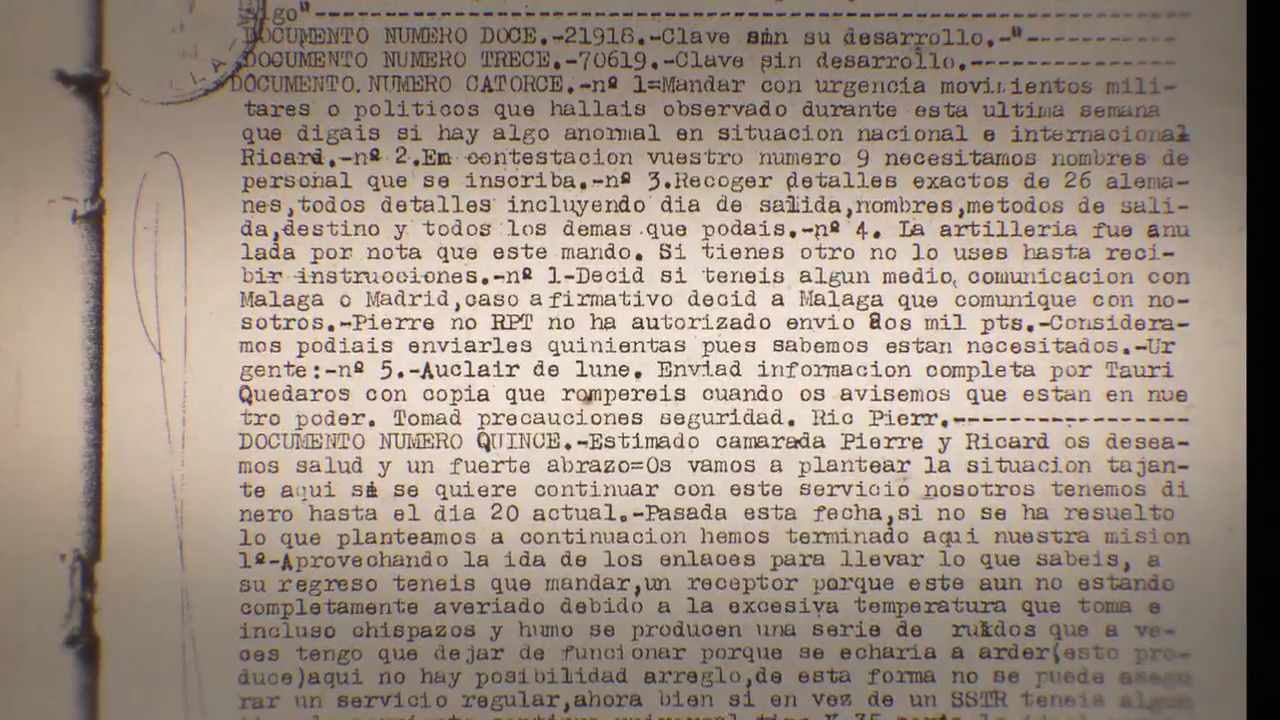 go"
DOCUMENTO NUMERO DOCE.-21918.-Clave sin su desarrollo.-"
DOCUMENTO NUMERO TRECE.-70619.-Clave sin desarrollo.
DOCUMENTO.NUMERO CATORCE.-nº 1=Mandar con urgencia movimientos mili-
tares o politicos que hallais observado durante esta ultima semana
que digais si hay algo anormal en situacion nacional e internacional
Ricard.-nº 2.Em contestacion vuestro numero 9 necesitamos nombres de
personal que se inscriba.-nº 3.Recoger detalles exactos de 26 alema-
nes,todos detalles incluyendo dia de salida,nombres,metodos de sali-
da,destino y todos los demas que podais.-nº 4. La artilleria fue anu
lada por nota que este mando. Si tienes otro no lo uses hasta reci-
bir instrucciones.-nº 1-Decid si teneis algun medio, comunicacion con
Malaga o Madrid,caso afirmativo decid a Malaga que comunique con no-
sotros.-Pierre no RPT no ha autorizado envio dos mil pts.-Considera-
mos podiais enviarles quinientas pues sabemos estan necesitados.-Ur
gente:-nº 5.-Auclair de lune. Enviad informacion completa por Tauri
Quedaros con copia que rompereis cuando os avisemos que estan en nue
tro poder. Tomad precauciones seguridad. Ric Pierr.-
DOCUMENTO NUMERO QUINCE.-Estimado camarada Pierre y Ricard os desea-
mos salud y un fuerte abrazo=Os vamos a plantear la situacion tajan-
te aqui si se quiere continuar con este servicio nosotros tenemos di
nero hasta el dia 20 actual.-Pasada esta fecha,si no se ha resuelto
lo que planteamos a continuacion hemos terminado aqui nuestra mision
1º-Aprovechando la ida de los enlaces para llevar lo que sabeis, a
su regreso teneis que mandar,un receptor porque este aun no estando
completamente averiado debido a la excesiva temperatura que toma e
incluso chispazos y humo se producen una serie de ruidos que a ve-
ces tengo que dejar de funcionar porque se echaria a arder(esto pro-
duce)aqui no hay posibilidad arreglo,de esta forma no se puede asegu
rar un servicio regular,ahora bien si en vez de un SSTR teneis algun